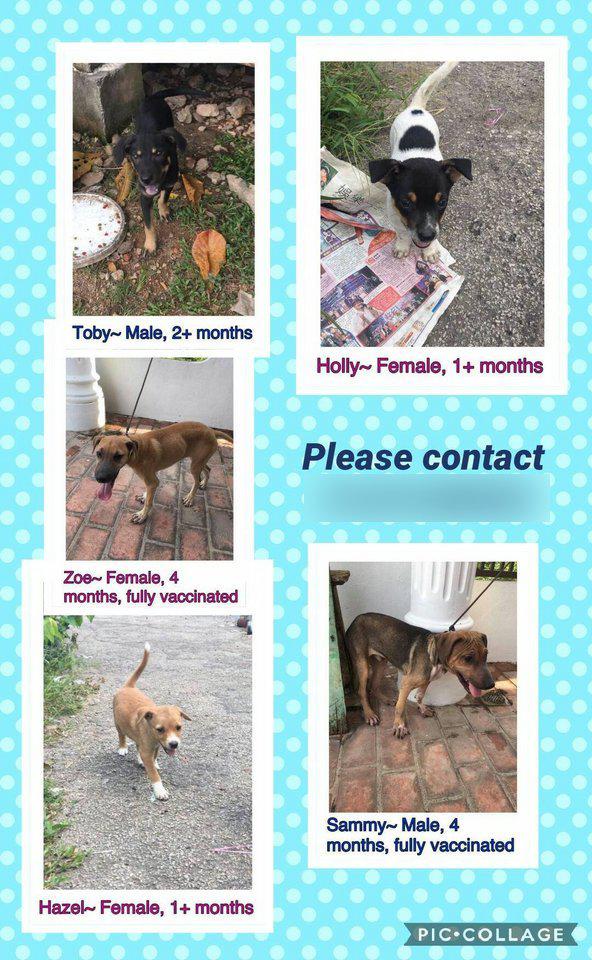 Toby~ Male, 2+ months
Holly~ Female, 1+ months
Please contact
Zoe~ Female, 4
months, fully vaccinated
Sammy~ Male, 4
months, fully vaccinated
Hazel~ Female, 1+ months
PIC•COLLAGE